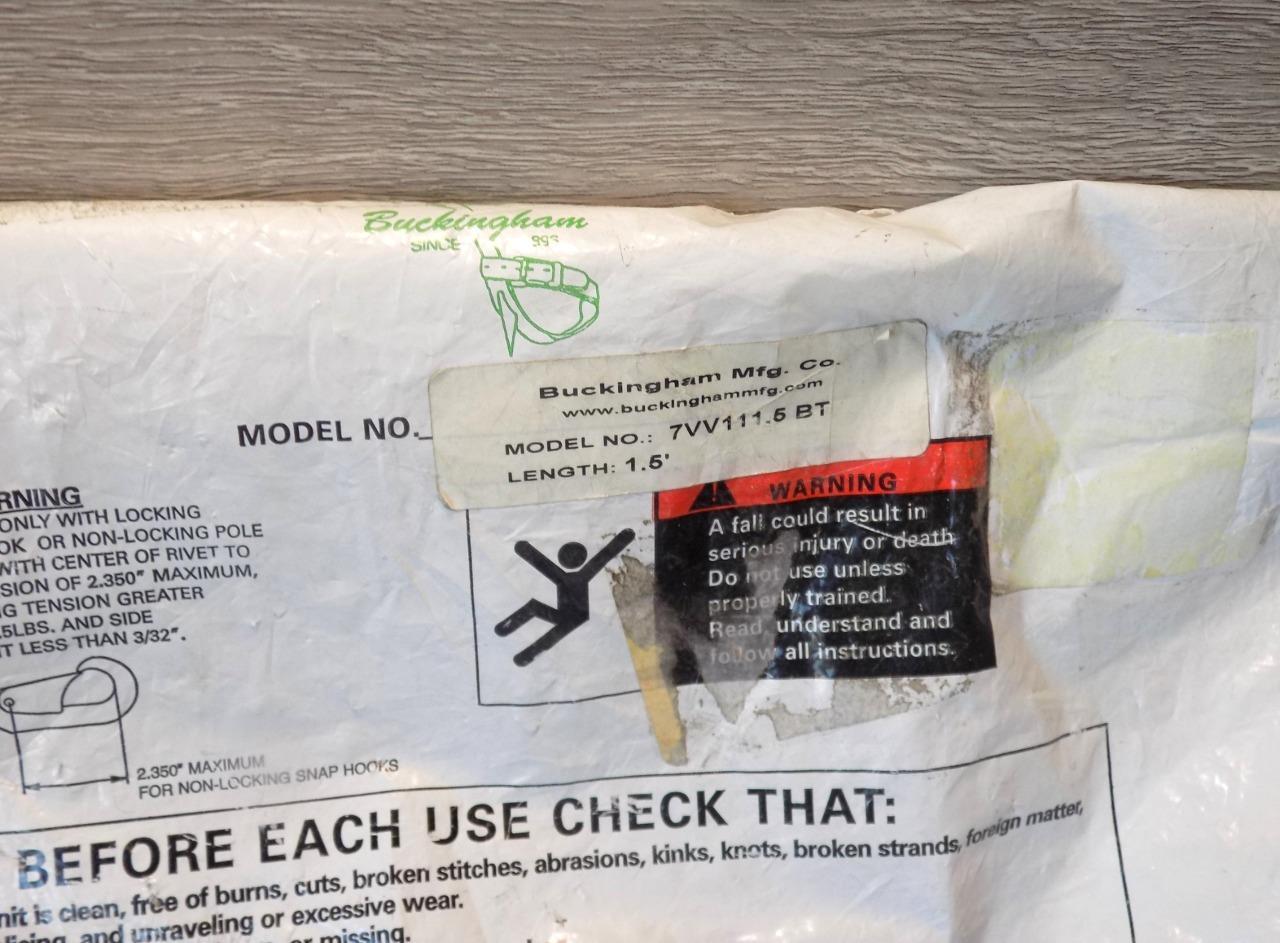 Buckingham
SINCE
MODEL NO.
Buckingham Mfg. Co.
www.buckinghammfg.com
MODEL NO.: 7VV111.5 BT
LENGTH: 1.5'
WARNING
A fall could result in
serious injury or death
Do not use unless
properly trained.
Read, understand and
follow all instructions.
RNING
ONLY WITH LOCKING
OK OR NON-LOCKING POLE
WITH CENTER OF RIVET TO
SION OF 2.350" MAXIMUM,
G TENSION GREATER
.5LBS. AND SIDE
T LESS THAN 3/32".
2.350" MAXIMUM
FOR NON-LOCKING SNAP HOOKS
BEFORE EACH USE CHECK THAT:
nit is clean, free of burns, cuts, broken stitches, abrasions, kinks, knots, broken strands, foreign matter,
and unraveling or excessive wear.
or missing.